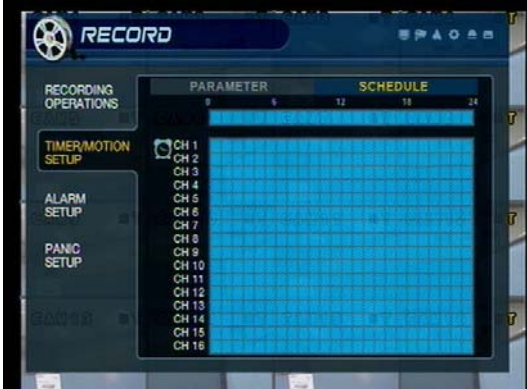 RECORD
PARAMETER SCHEDULE
0 6 12 18 24
RECORDING
OPERATIONS
TIMER/MOTION
SETUP
ALARM
SETUP
PANIC
SETUP
CH 1
CH 2
CH 3
CH 4
CH 5
CH 6
CH 7
CH 8
CH 9
CH 10
CH 11
CH 12
CH 13
CH 14
CH 15
CH 16